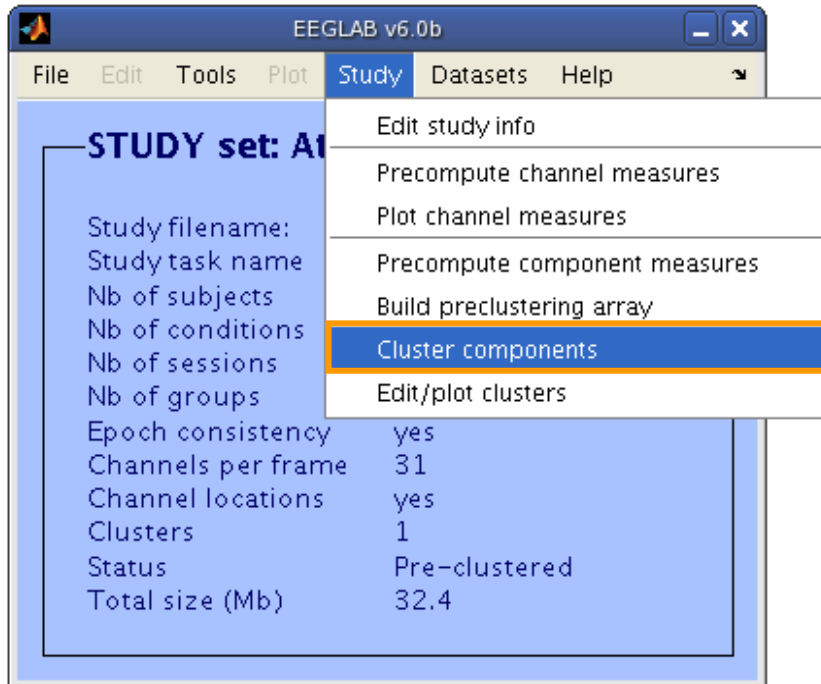 EEGLAB v6.0b
File Edit Tools Plot Study Datasets Help
Edit study info
Precompute channel measures
Plot channel measures
Precompute component measures
Build preclustering array
Cluster components
Edit/plot clusters
STUDY set: At
Study filename:
Study task name
Nb of subjects
Nb of conditions
Nb of sessions
Nb of groups
Epoch consistency yes
Channels per frame 31
Channel locations yes
Clusters 1
Status Pre-clustered
Total size (Mb) 32.4